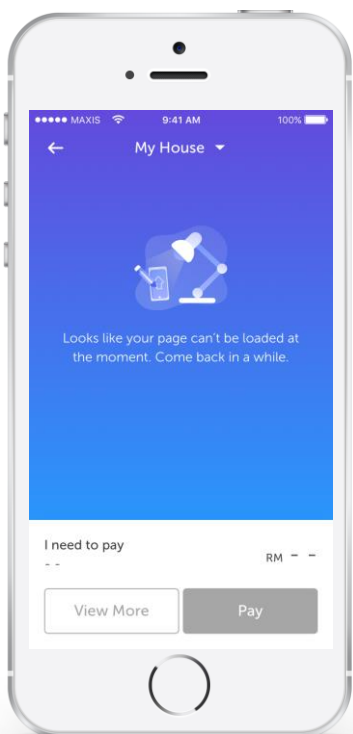 MAXIS 9:41 AM 100%
My House
Looks like your page can't be loaded at
the moment. Come back in a while.
I need to pay
- -
RM - -
View More Pay